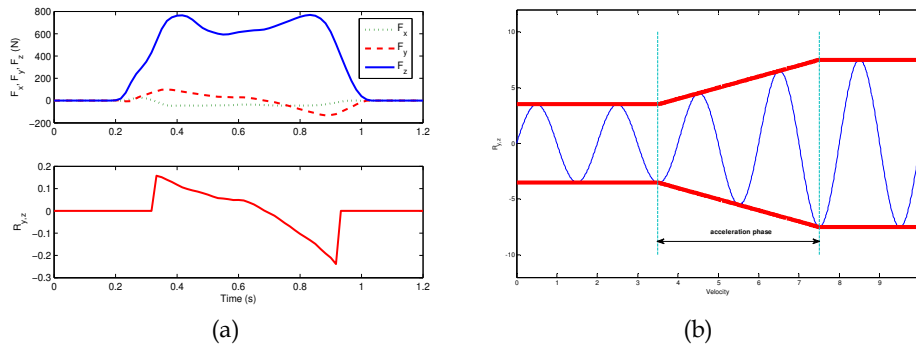 F_x, F_y, F_z (N)
800
600
400
200
0
−200
0 0.2 0.4 0.6 0.8 1 1.2
F_x
F_y
F_z
R_y,z
0.2
0.1
0
−0.1
−0.2
−0.3
0 0.2 0.4 0.6 0.8 1 1.2
Time (s)
(a)
R_y,z
10
5
0
-5
-10
acceleration phase
0 1 2 3 4 5 6 7 8 9
Velocity
(b)